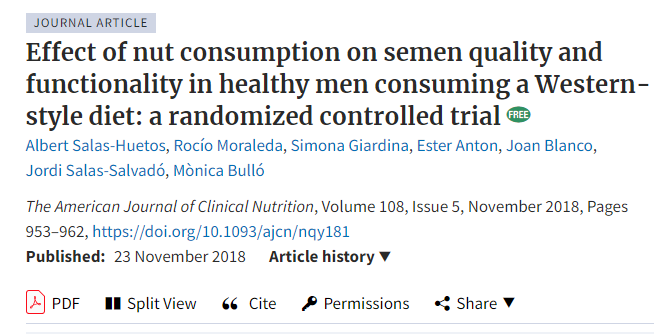 JOURNAL ARTICLE
Effect of nut consumption on semen quality and
functionality in healthy men consuming a Western-
style diet: a randomized controlled trial FREE
Albert Salas-Huetos, Rocío Moraleda, Simona Giardina, Ester Anton, Joan Blanco,
Jordi Salas-Salvadó, Mònica Bulló
The American Journal of Clinical Nutrition, Volume 108, Issue 5, November 2018, Pages
953–962, https://doi.org/10.1093/ajcn/nqy181
Published: 23 November 2018 Article history ▼
PDF Split View Cite Permissions Share ▼